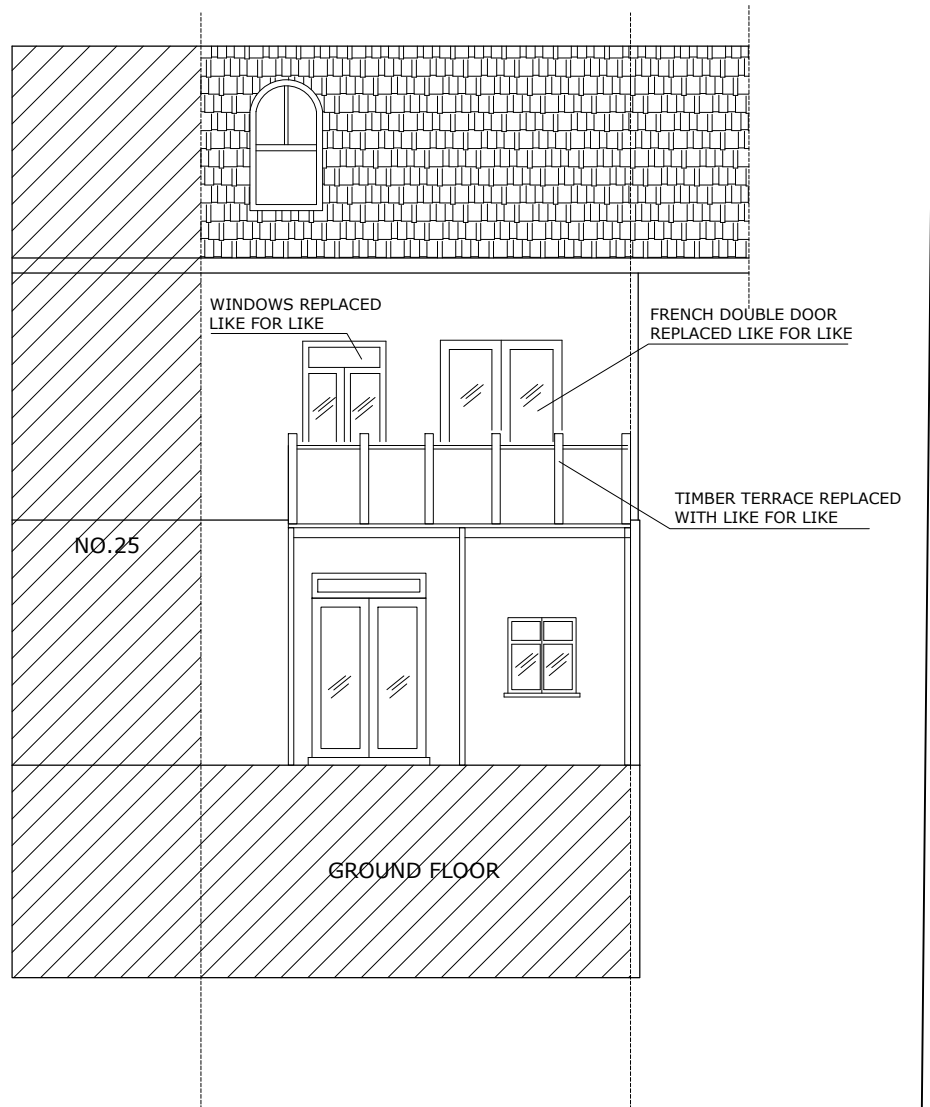 WINDOWS REPLACED
LIKE FOR LIKE
FRENCH DOUBLE DOOR
REPLACED LIKE FOR LIKE
TIMBER TERRACE REPLACED
WITH LIKE FOR LIKE
NO.25
GROUND FLOOR